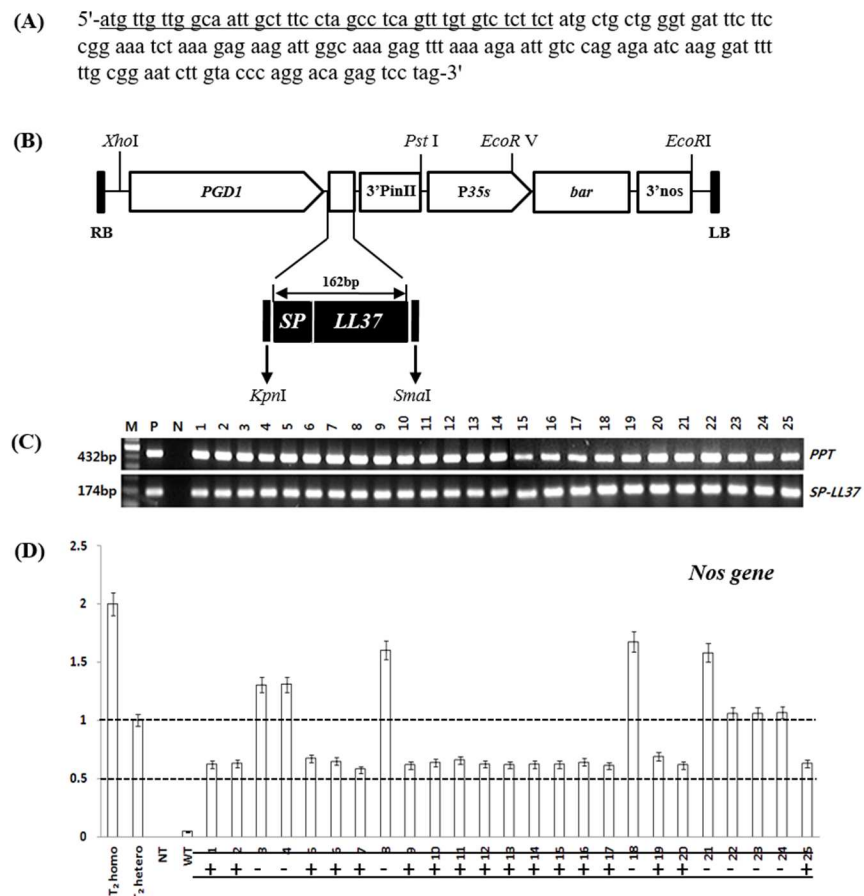 (A)
5'-atg ttg ttg gca att gct ttc cta gcc tca gtt tgt gtc tct tct atg ctg ctg ggt gat ttc ttc
cgg aaa tct aaa gag aag att ggc aaa gag ttt aaa aga att gtc cag aga atc aag gat ttt
ttg cgg aat ctt gta ccc agg aca gag tcc tag-3'
(B)
XhoI Pst I EcoR V EcoRI
PGD1 3'PinII P35s bar 3'nos
RB LB
162bp
SP LL37
KpnI SmaI
(C)
M P N 1 2 3 4 5 6 7 8 9 10 11 12 13 14 15 16 17 18 19 20 21 22 23 24 25
432bp PPT
174bp SP-LL37
(D)
2.5
Nos gene
2
1.5
1
0.5
0
T2 homo T2 hetero NT WT 1 2 3 4 5 6 7 8 9 10 11 12 13 14 15 16 17 18 19 20 21 22 23 24 25
+ + - - + + + - + + + + + + + + + - + + - - - - +